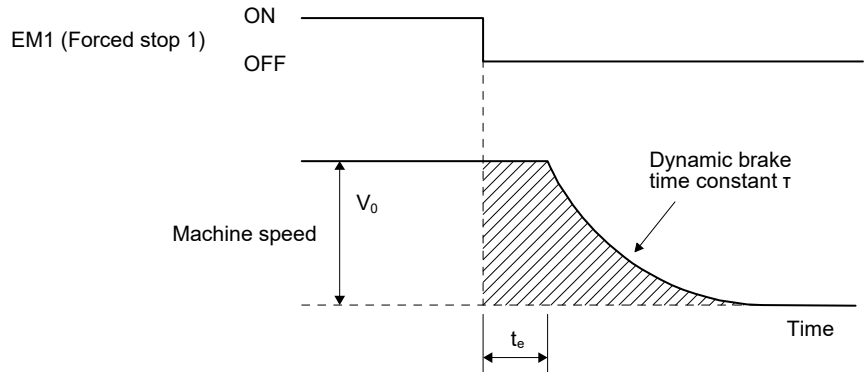 ON
EM1 (Forced stop 1)
OFF
Dynamic brake
time constant τ
V₀
Machine speed
Time
tₑ